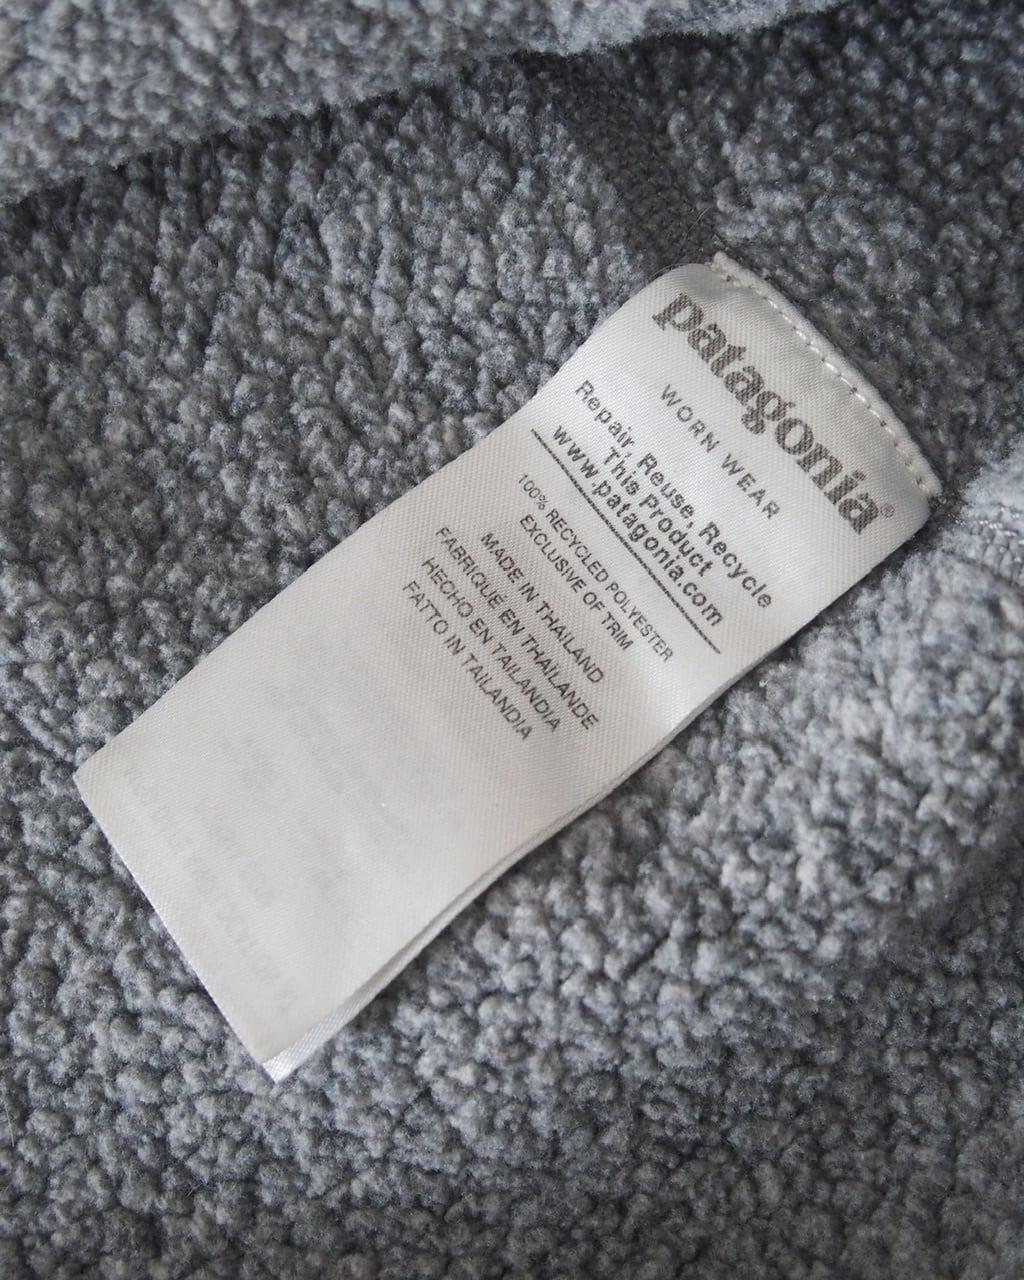 patagonia®
WORN WEAR
Repair, Reuse, Recycle
This Product
www.patagonia.com
100% RECYCLED POLYESTER
EXCLUSIVE OF TRIM
MADE IN THAILAND
FABRIQUE EN THAILANDE
HECHO EN TAILANDIA
FATTO IN TAILANDIA